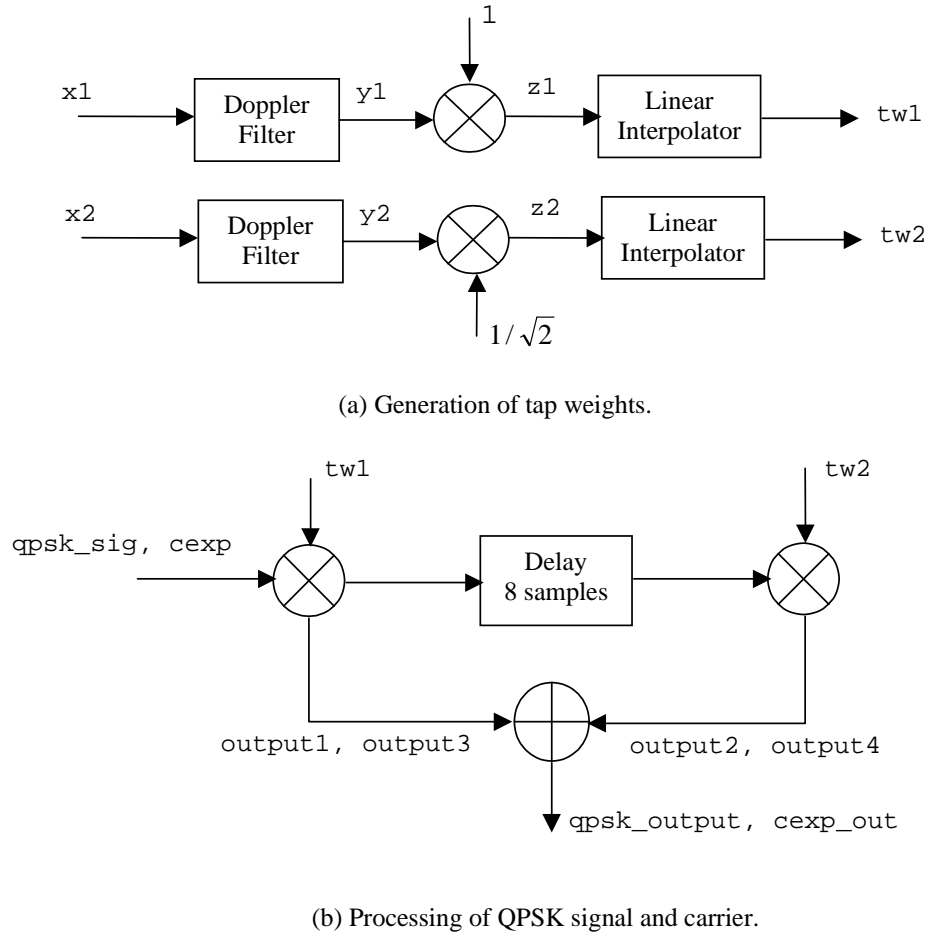 1
x1
Doppler
Filter
y1
z1
Linear
Interpolator
tw1
x2
Doppler
Filter
y2
z2
Linear
Interpolator
tw2
1/√2
(a) Generation of tap weights.
tw1
tw2
qpsk_sig, cexp
Delay
8 samples
output1, output3
output2, output4
qpsk_output, cexp_out
(b) Processing of QPSK signal and carrier.